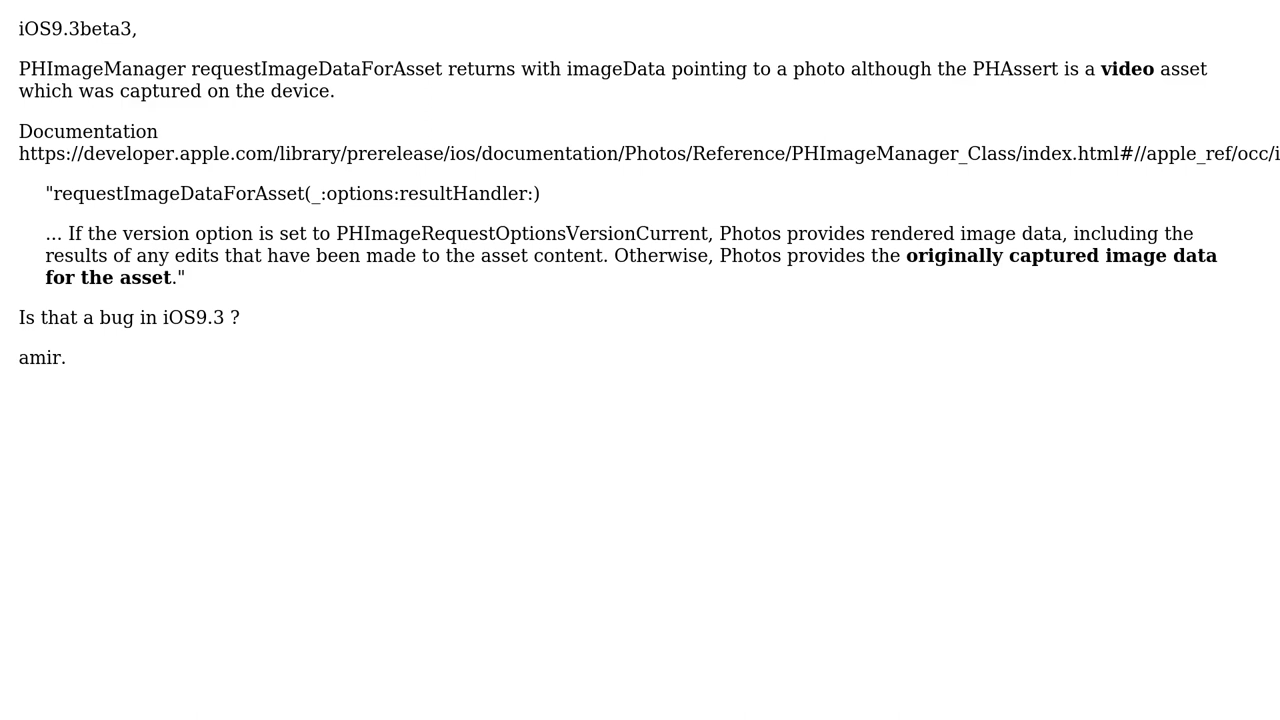 iOS9.3beta3,
PHImageManager requestImageDataForAsset returns with imageData pointing to a photo although the PHAssert is a video asset
which was captured on the device.
Documentation
https://developer.apple.com/library/prerelease/ios/documentation/Photos/Reference/PHImageManager_Class/index.html#//apple_ref/occ/i
"requestImageDataForAsset(_:options:resultHandler:)
... If the version option is set to PHImageRequestOptionsVersionCurrent, Photos provides rendered image data, including the
results of any edits that have been made to the asset content. Otherwise, Photos provides the originally captured image data
for the asset."
Is that a bug in iOS9.3 ?
amir.